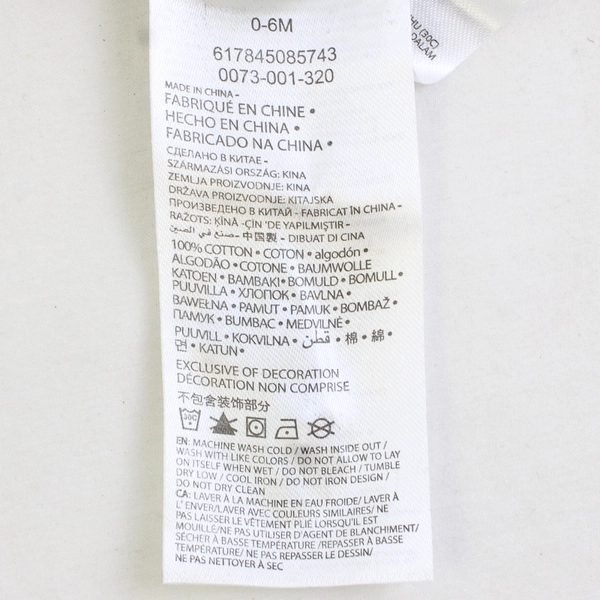 0-6M
617845085743
0073-001-320
MADE IN CHINA -
FABRIQUÉ EN CHINE •
HECHO EN CHINA •
FABRICADO NA CHINA •
СДЕЛАНО В КИТАЕ -
SZÁRMAZÁSI ORSZÁG: KINA
ZEMLJA PROIZVODNJE: KINA
DRŽAVA PROIZVODNJE: KITAJSKA
ПРОИЗВЕДЕНО В КИТАЙ - FABRICAT ÎN CHINA -
RAŽOTS: ĶĪNĀ -ÇİN 'DE YAPILMIŞTIR -
صنع في الصين - 中国製 - DIBUAT DI CINA
100% COTTON • COTON • algodón •
ALGODÃO • COTONE • BAUMWOLLE
KATOEN • BAMBAKI • BOMULD • BOMULL •
PUUVILLA • ХЛОПОК • BAVLNA •
BAWEŁNA • PAMUT • PAMUK • BOMBAŽ •
ПАМУК • BUMBAC • MEDVILNĖ •
PUUVILL • KOKVILNA • قطن • 棉 • 綿 •
면 • KATUN •
EXCLUSIVE OF DECORATION
DÉCORATION NON COMPRISE
不包含装饰部分
30C
EN: MACHINE WASH COLD / WASH INSIDE OUT /
WASH WITH LIKE COLORS / DO NOT ALLOW TO LAY
ON ITSELF WHEN WET / DO NOT BLEACH / TUMBLE
DRY LOW / COOL IRON / DO NOT IRON DESIGN /
DO NOT DRY CLEAN
CA: LAVER À LA MACHINE EN EAU FROIDE/ LAVER À
L' ENVER/LAVER AVEC COULEURS SIMILAIRES/ NE
PAS LAISSER LE VÊTEMENT PLIÉ LORSQU'IL EST
MOUILLÉ/NE PAS UTILISER D'AGENT DE BLANCHIMENT/
SÉCHER À BASSE TEMPÉRATURE /REPASSER À BASSE
TEMPÉRATURE/ NE PAS REPASSER LE DESSIN/
NE PAS NETTOYER À SEC
(30C)
DALAM